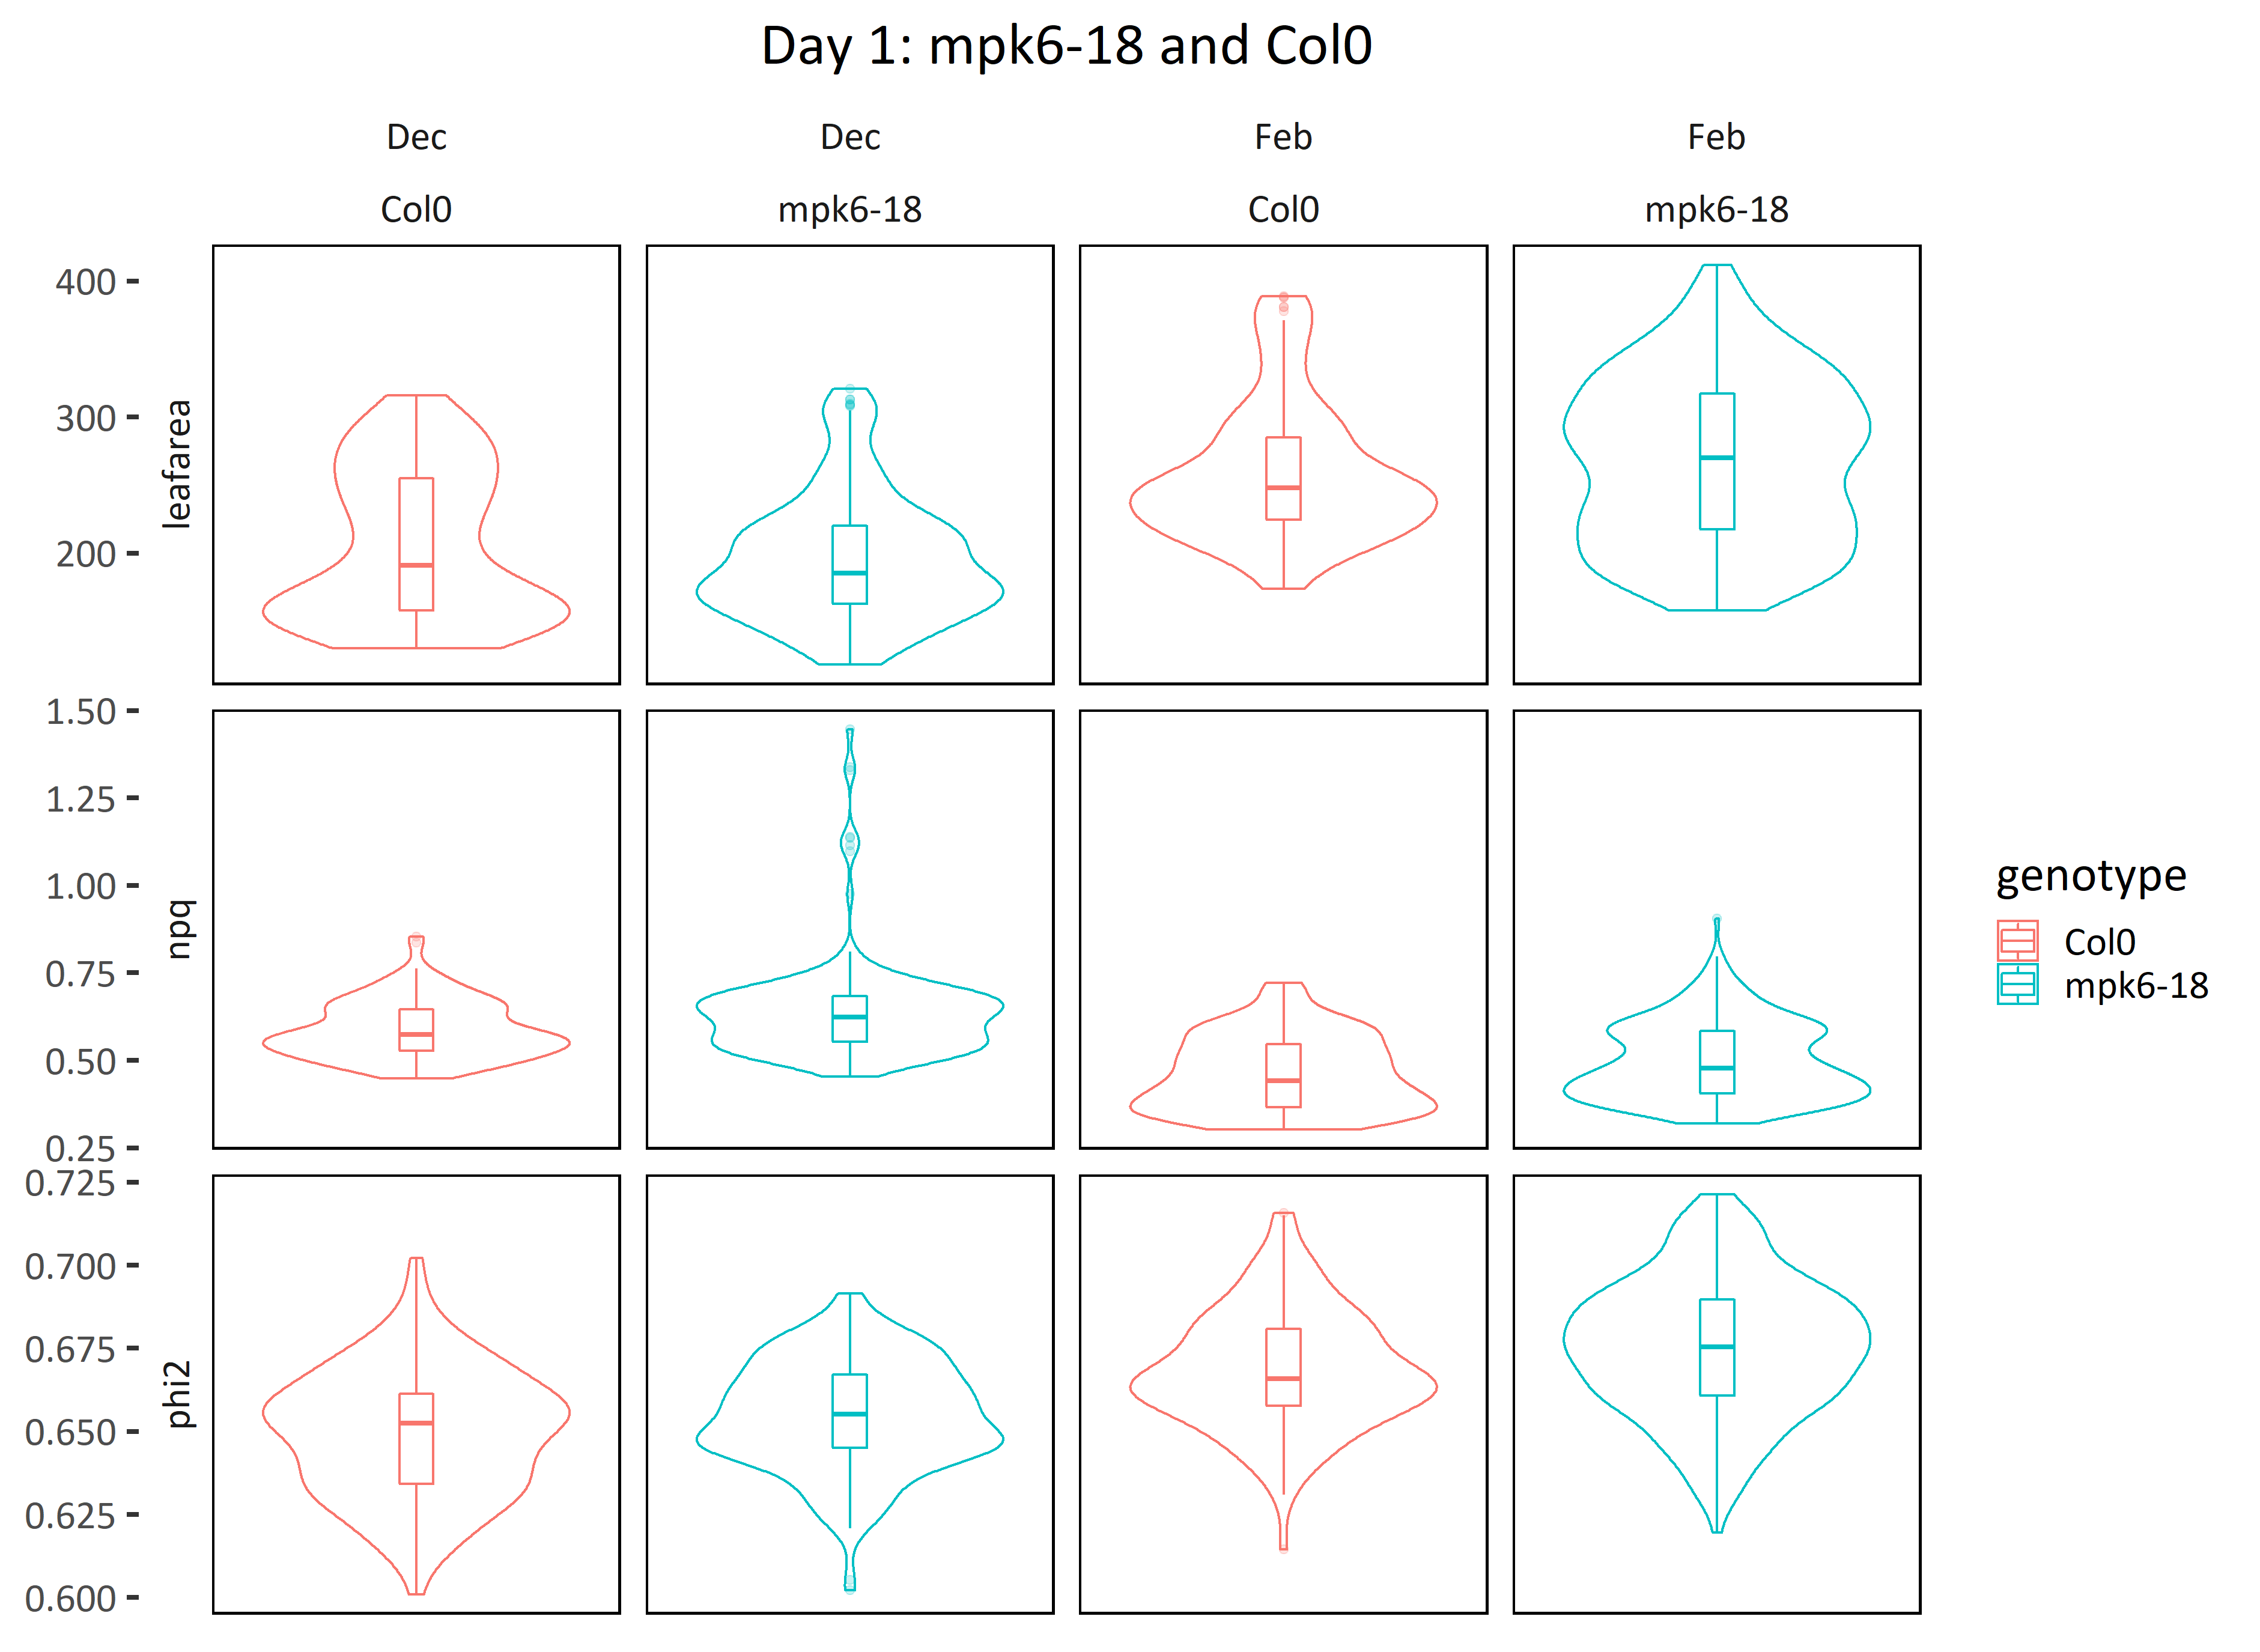 Day 1: mpk6-18 and Col0
Dec
Dec
Feb
Feb
Col0
mpk6-18
Col0
mpk6-18
400
300
200
leafarea
1.50
1.25
1.00
0.75
0.50
0.25
npq
0.725
0.700
0.675
0.650
0.625
0.600
phi2
genotype
Col0
mpk6-18